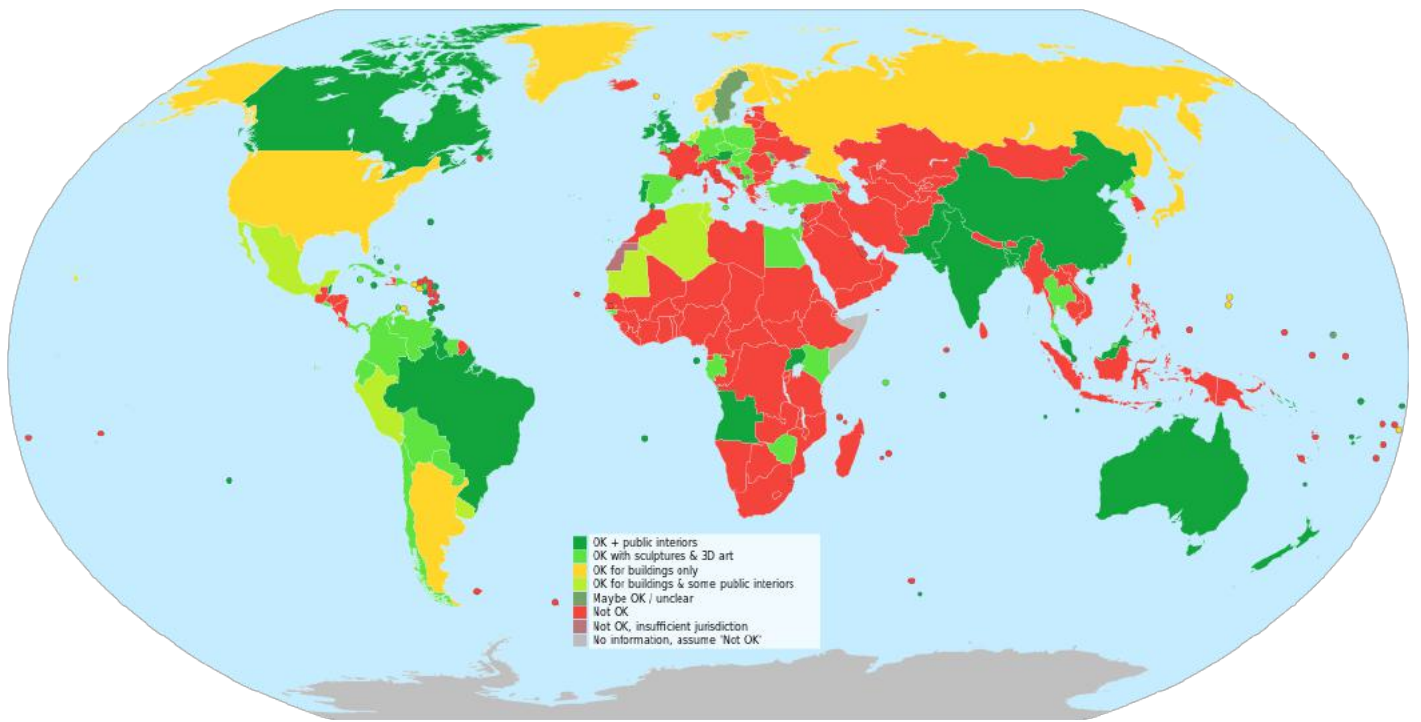 OK + public interiors
OK with sculptures & 3D art
OK for buildings only
OK for buildings & some public interiors
Maybe OK / unclear
Not OK
Not OK, insufficient jurisdiction
No information, assume 'Not OK'